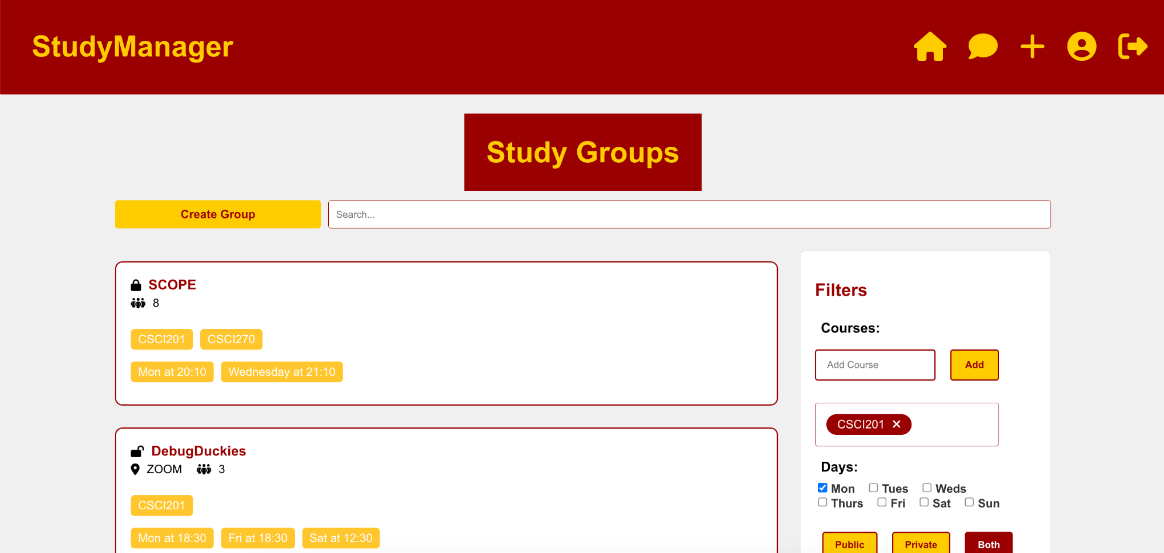 StudyManager
Study Groups
Create Group
Search...
SCOPE
8
CSCI201 CSCI270
Mon at 20:10 Wednesday at 21:10
DebugDuckies
ZOOM 3
CSCI201
Mon at 18:30 Fri at 18:30 Sat at 12:30
Filters
Courses:
Add Course Add
CSCI201 ×
Days:
Mon Tues Weds
Thurs Fri Sat Sun
Public Private Both